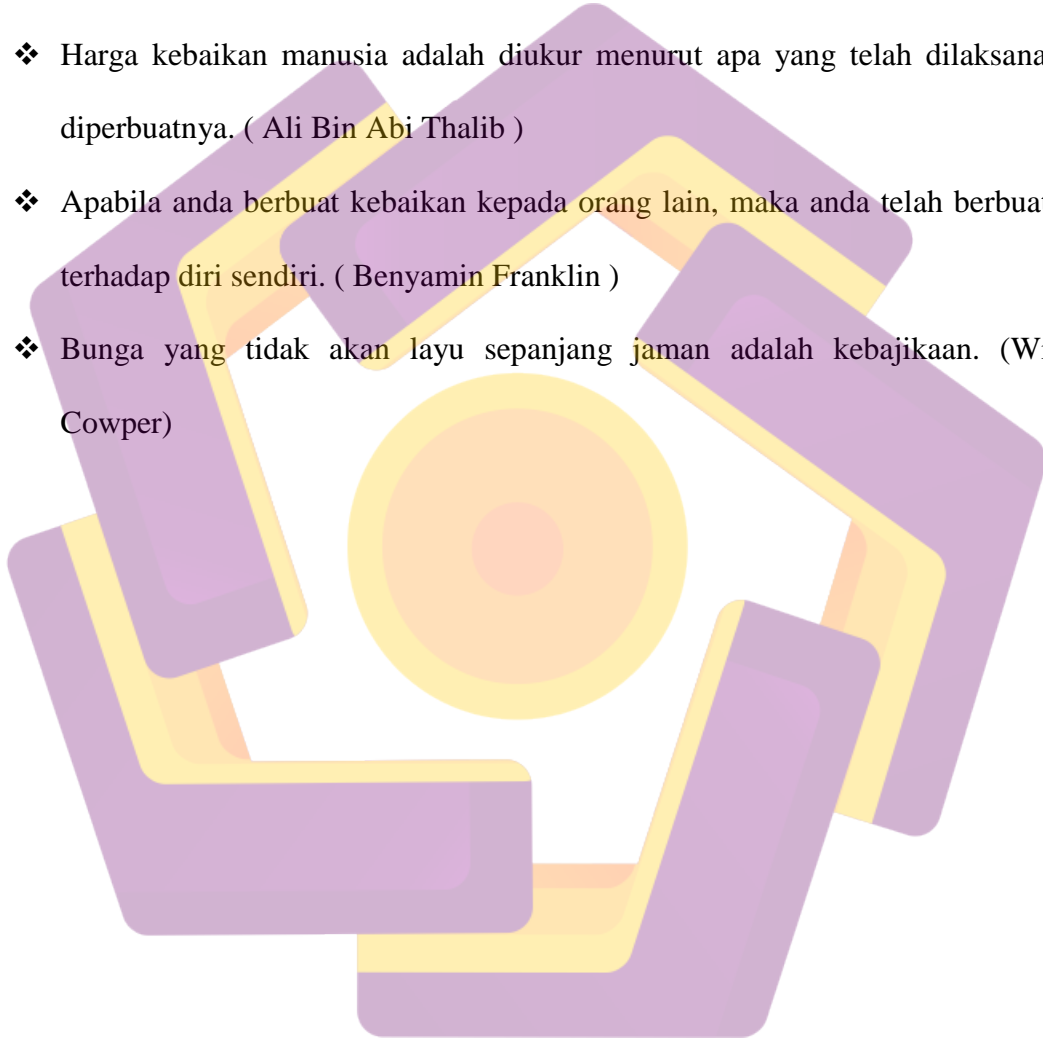 ❖ Harga kebaikan manusia adalah diukur menurut apa yang telah dilaksana
diperbuatnya. ( Ali Bin Abi Thalib )
❖ Apabila anda berbuat kebaikan kepada orang lain, maka anda telah berbuat
terhadap diri sendiri. ( Benyamin Franklin )
❖ Bunga yang tidak akan layu sepanjang jaman adalah kebajikaan. (Wi
Cowper)